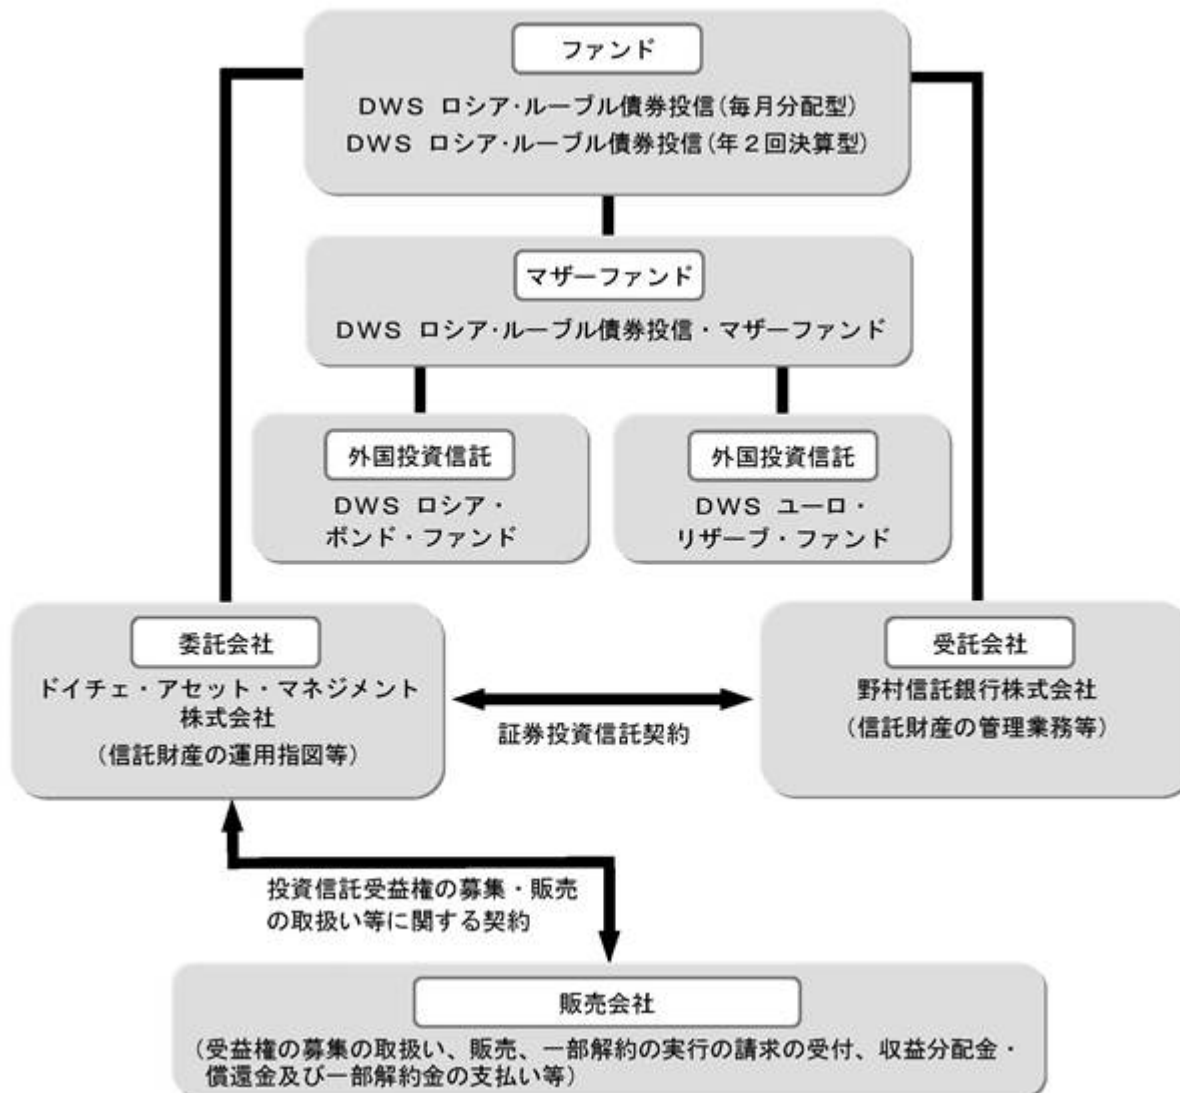 ファンド
DWS ロシア・ルーブル債券投信(毎月分配型)
DWS ロシア・ルーブル債券投信(年2回決算型)
マザーファンド
DWS ロシア・ルーブル債券投信・マザーファンド
外国投資信託
DWS ロシア・
ボンド・ファンド
外国投資信託
DWS ユーロ・
リザーブ・ファンド
委託会社
ドイチェ・アセット・マネジメント
株式会社
(信託財産の運用指図等)
証券投資信託契約
受託会社
野村信託銀行株式会社
(信託財産の管理業務等)
投資信託受益権の募集・販売
の取扱い等に関する契約
販売会社
(受益権の募集の取扱い、販売、一部解約の実行の請求の受付、収益分配金・
償還金及び一部解約金の支払い等)